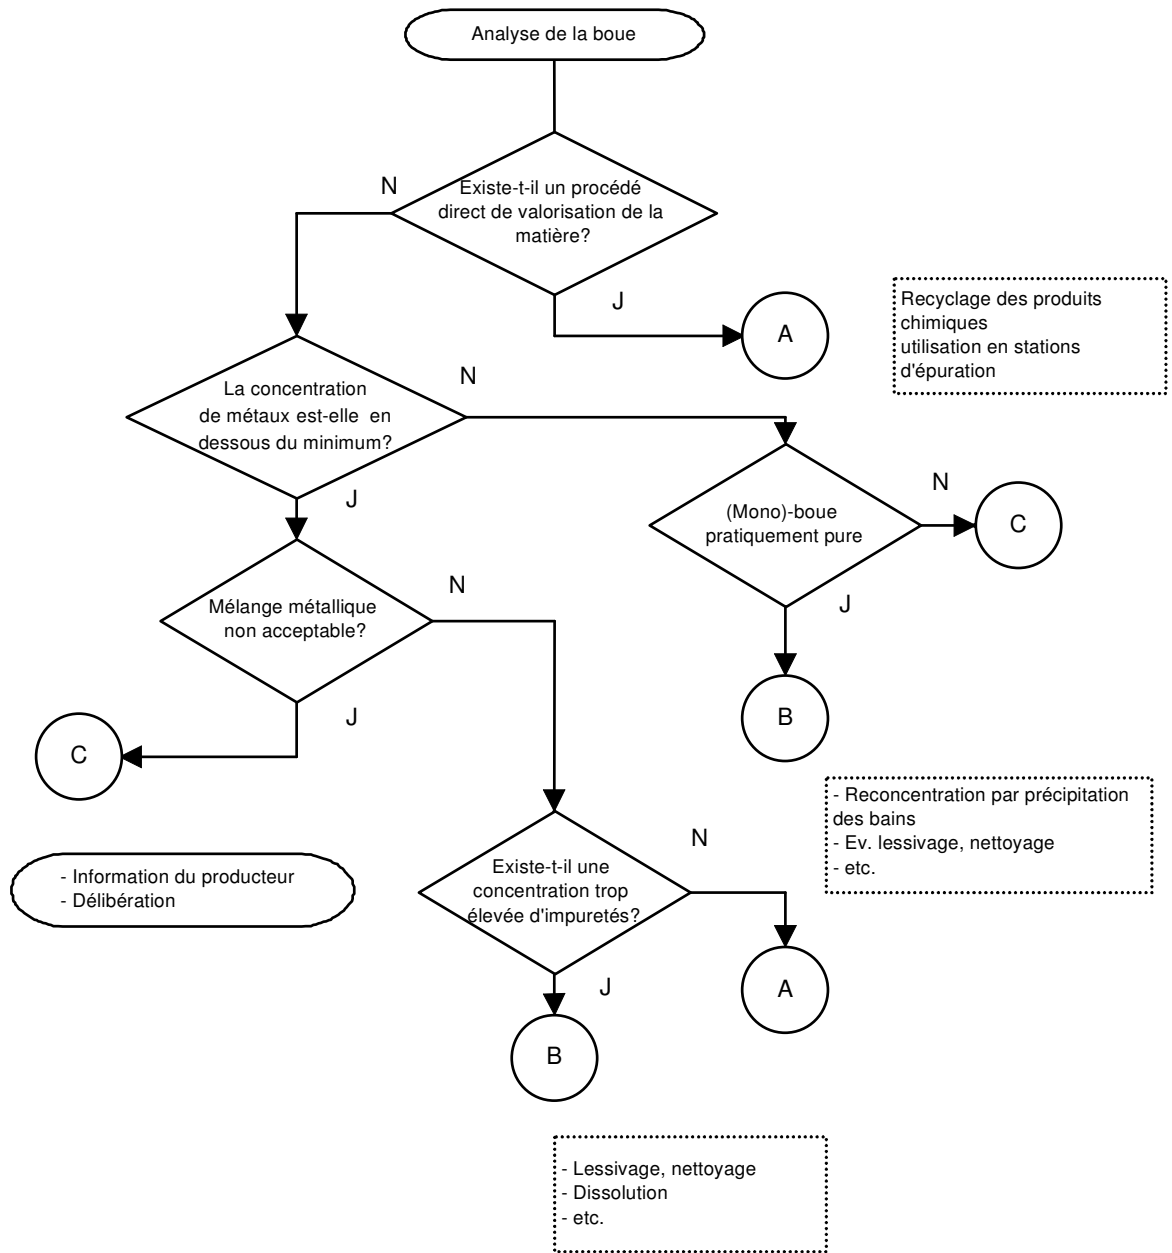 Analyse de la boue
N
Existe-t-il un procédé
direct de valorisation de la
matière?
J
A
Recyclage des produits
chimiques
utilisation en stations
d'épuration
La concentration
de métaux est-elle en
dessous du minimum?
N
J
(Mono)-boue
pratiquement pure
N
C
J
B
Mélange métallique
non acceptable?
N
J
C
- Reconcentration par précipitation
des bains
- Ev. lessivage, nettoyage
- etc.
- Information du producteur
- Délibération
Existe-t-il une
concentration trop
élevée d'impuretés?
N
A
J
B
- Lessivage, nettoyage
- Dissolution
- etc.